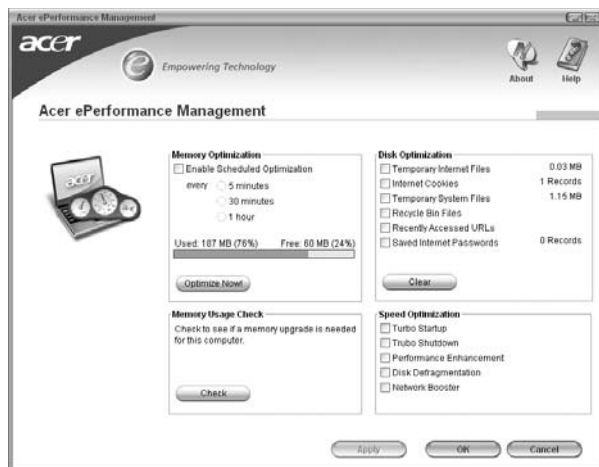 Acer ePerformance Management
acer
e Empowering Technology
About Help
Acer ePerformance Management
acer
Memory Optimization
Enable Scheduled Optimization
every 5 minutes
30 minutes
1 hour
Used: 187 MB (76%) Free: 60 MB (24%)
Optimize Now!
Disk Optimization
Temporary Internet Files 0.03 MB
Internet Cookies 1 Records
Temporary System Files 1.15 MB
Recycle Bin Files
Recently Accessed URLs
Saved Internet Passwords 0 Records
Clear
Memory Usage Check
Check to see if a memory upgrade is needed
for this computer.
Check
Speed Optimization
Turbo Startup
Trubo Shutdown
Performance Enhancement
Disk Defragmentation
Network Booster
Apply OK Cancel